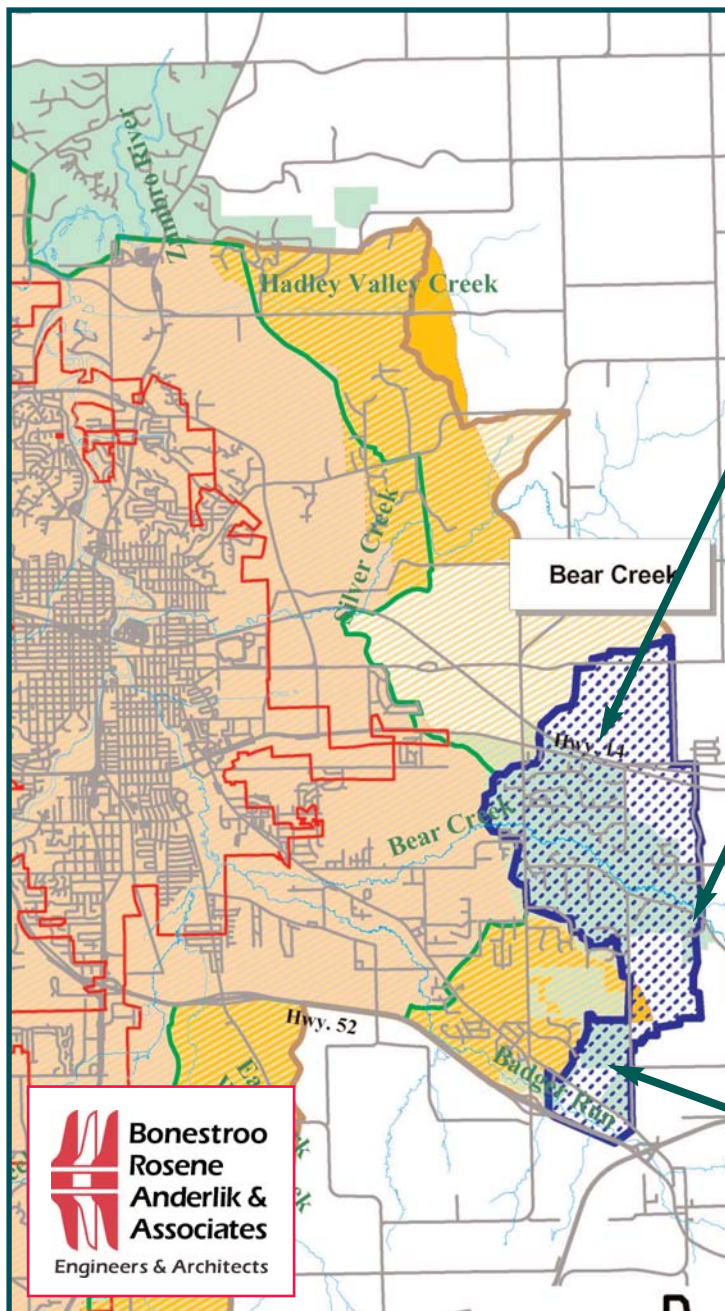 Zumbro River
Hadley Valley Creek
Silver Creek
Bear Creek
Hwy. 14
Bear Creek
Hwy. 52
Badger Run
Bonestroo
Rosene
Anderlik &
Associates
Engineers & Architects